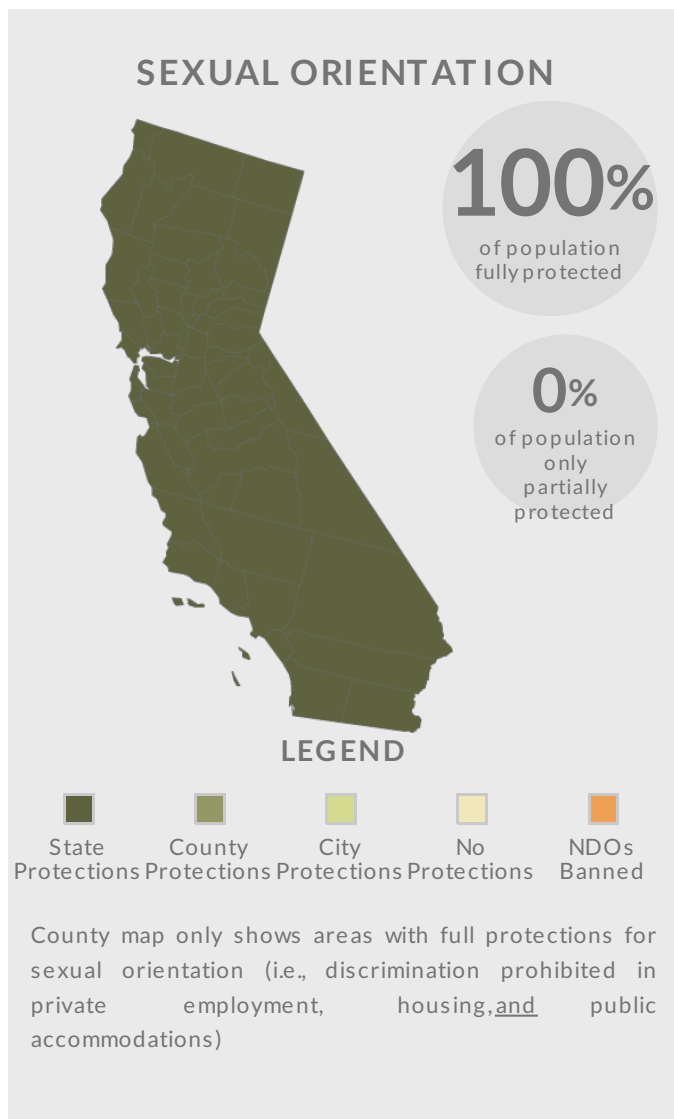 SEXUAL ORIENTATION
100%
of population
fully protected
0%
of population
only
partially
protected
LEGEND
State
Protections
County
Protections
City
Protections
No
Protections
NDOs
Banned
County map only shows areas with full protections for
sexual orientation (i.e., discrimination prohibited in
private employment, housing, and public
accommodations)